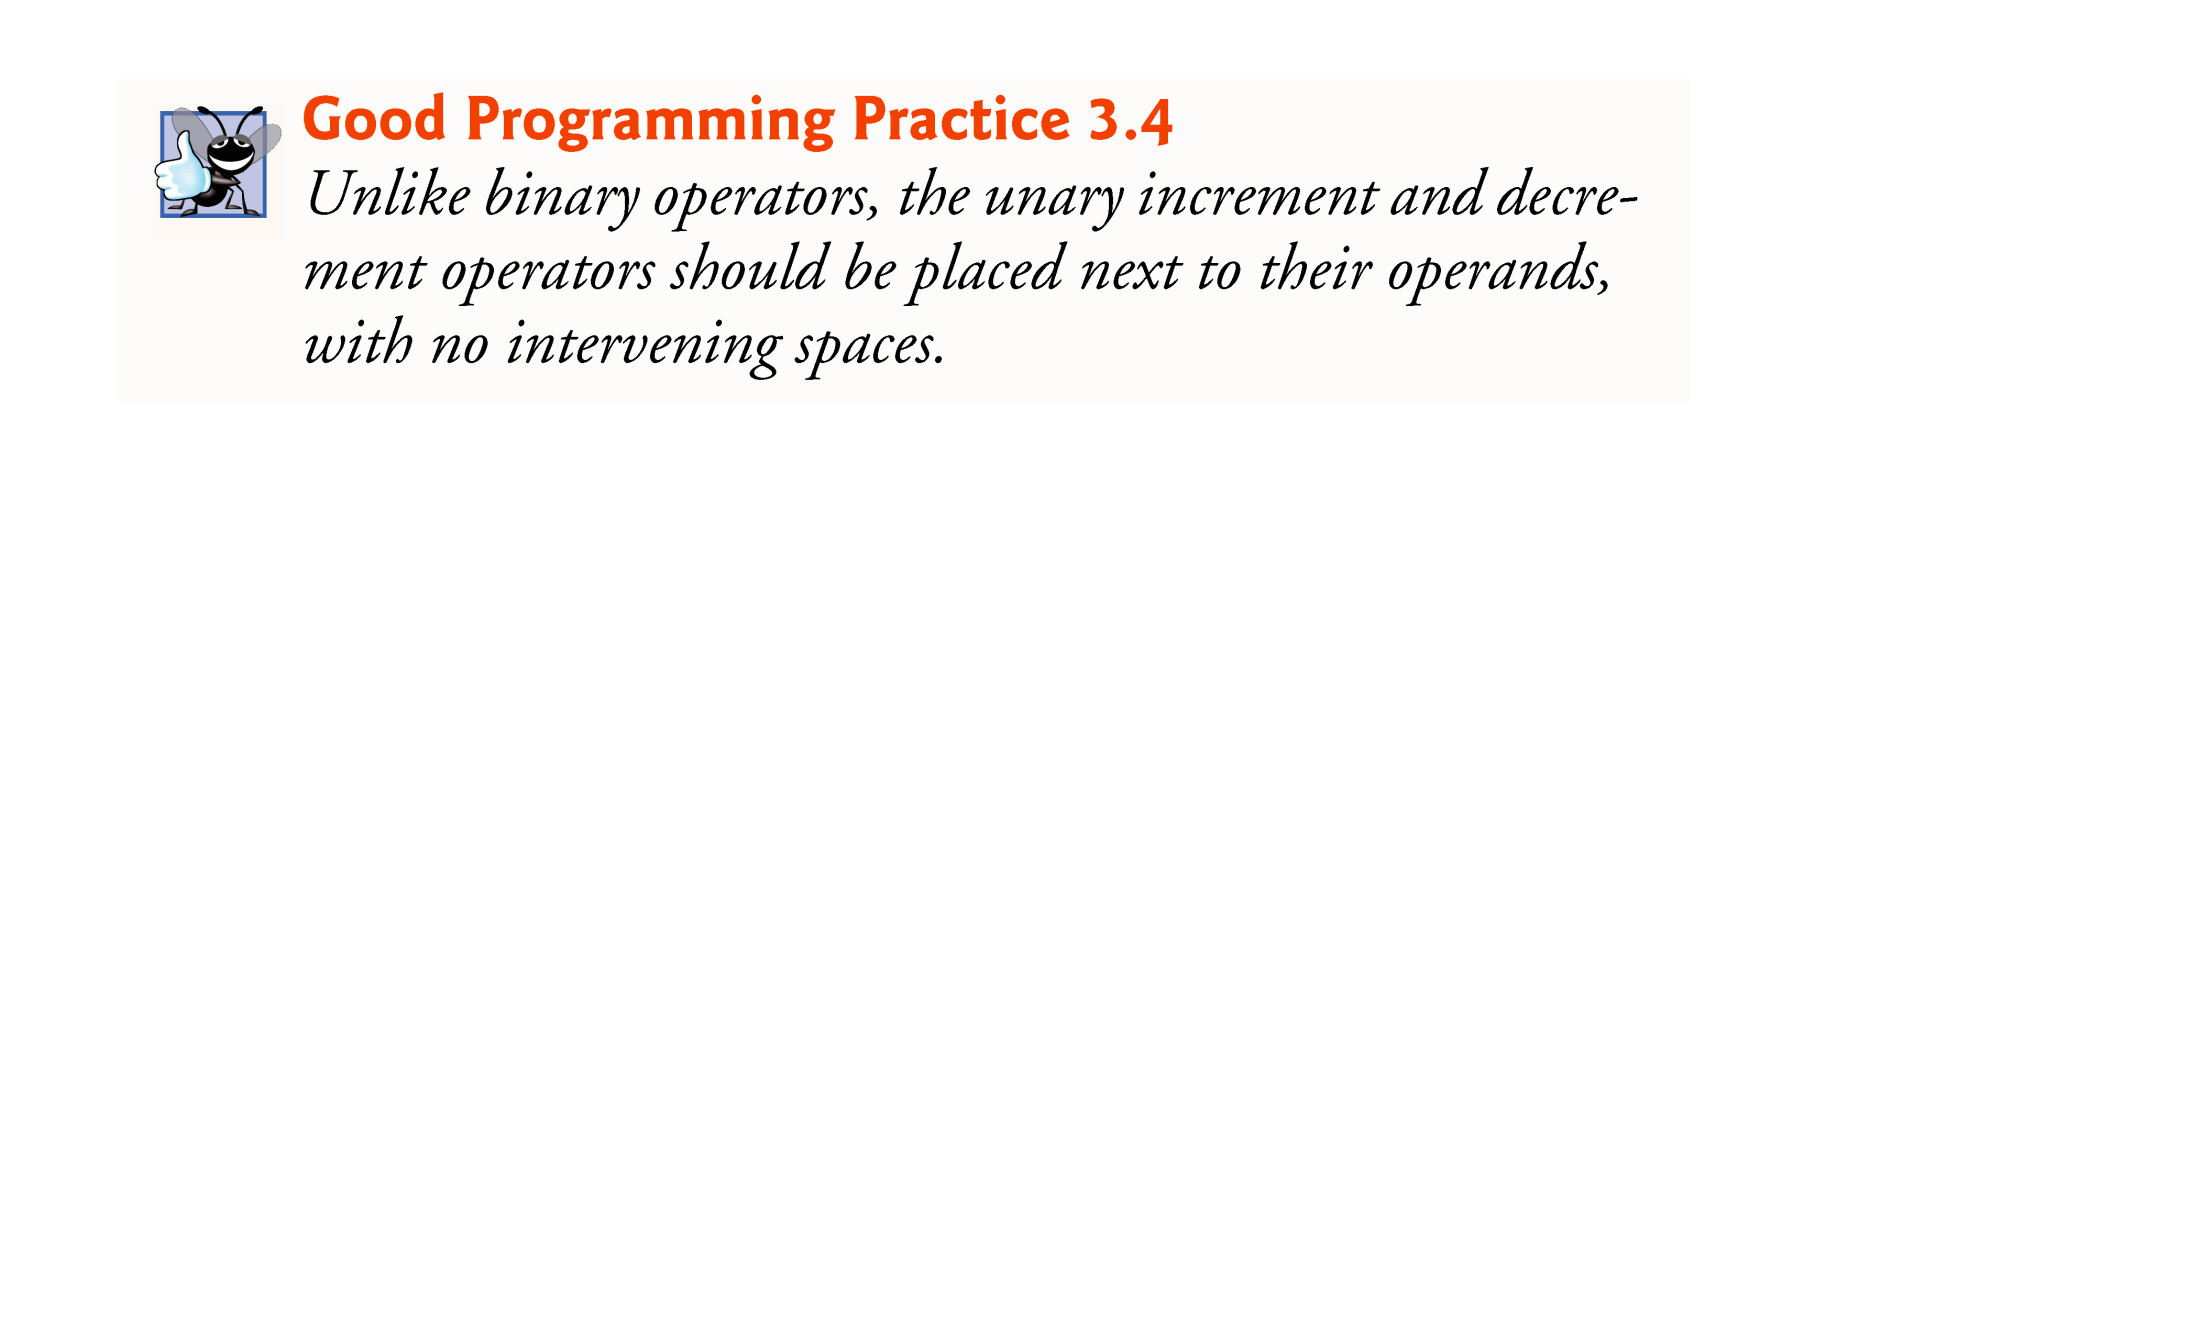 Good Programming Practice 3.4
Unlike binary operators, the unary increment and decre-
ment operators should be placed next to their operands,
with no intervening spaces.